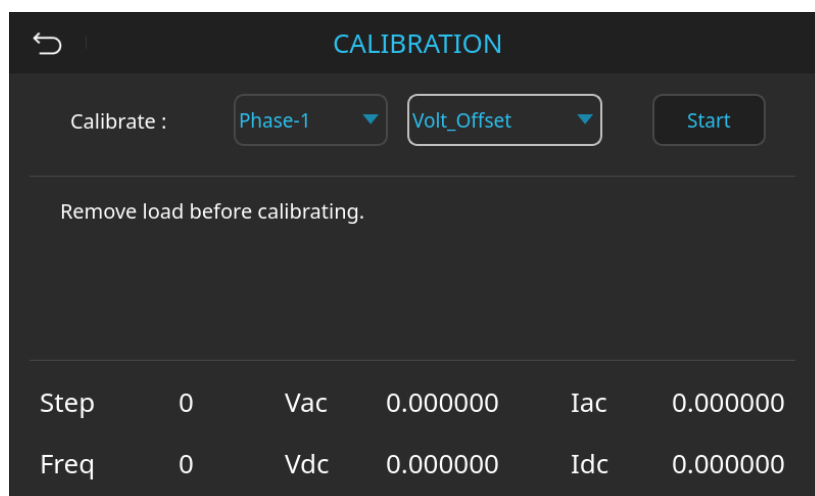 CALIBRATION
Calibrate : Phase-1 Volt_Offset Start
Remove load before calibrating.
Step 0 Vac 0.000000 Iac 0.000000
Freq 0 Vdc 0.000000 Idc 0.000000